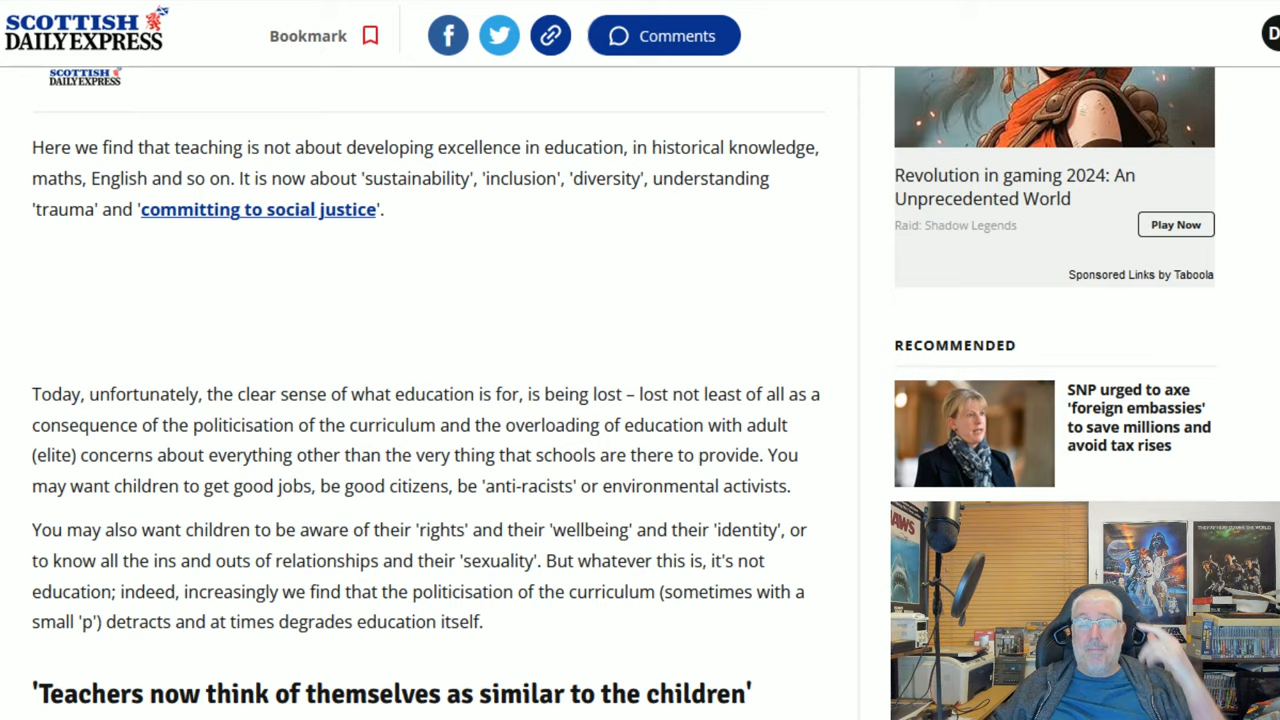 SCOTTISH
DAILY EXPRESS
Bookmark
Comments
D
SCOTTISH
DAILY EXPRESS
Here we find that teaching is not about developing excellence in education, in historical knowledge,
maths, English and so on. It is now about 'sustainability', 'inclusion', 'diversity', understanding
'trauma' and 'committing to social justice'.
Today, unfortunately, the clear sense of what education is for, is being lost – lost not least of all as a
consequence of the politicisation of the curriculum and the overloading of education with adult
(elite) concerns about everything other than the very thing that schools are there to provide. You
may want children to get good jobs, be good citizens, be 'anti-racists' or environmental activists.
You may also want children to be aware of their 'rights' and their 'wellbeing' and their 'identity', or
to know all the ins and outs of relationships and their 'sexuality'. But whatever this is, it's not
education; indeed, increasingly we find that the politicisation of the curriculum (sometimes with a
small 'p') detracts and at times degrades education itself.
'Teachers now think of themselves as similar to the children'
Revolution in gaming 2024: An
Unprecedented World
Raid: Shadow Legends
Play Now
Sponsored Links by Taboola
RECOMMENDED
SNP urged to axe
'foreign embassies'
to save millions and
avoid tax rises
JAWS
THEY'RE HERE TO SAVE THE WORLD